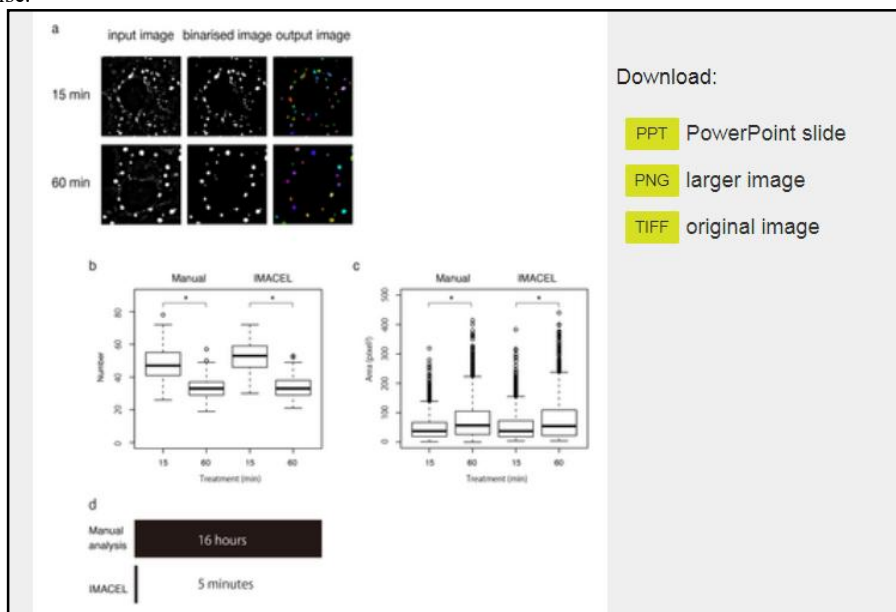 a
input image binarised image output image
15 min
60 min
Download:
PPT PowerPoint slide
PNG larger image
TIFF original image
b
Manual IMACEL
* *
Number
80
60
40
20
0
15 60 15 60
Treatment (min)
c
Manual IMACEL
* *
Area (pixel²)
500
400
300
200
100
0
15 60 15 60
Treatment (min)
d
Manual
analysis
16 hours
IMACEL
5 minutes